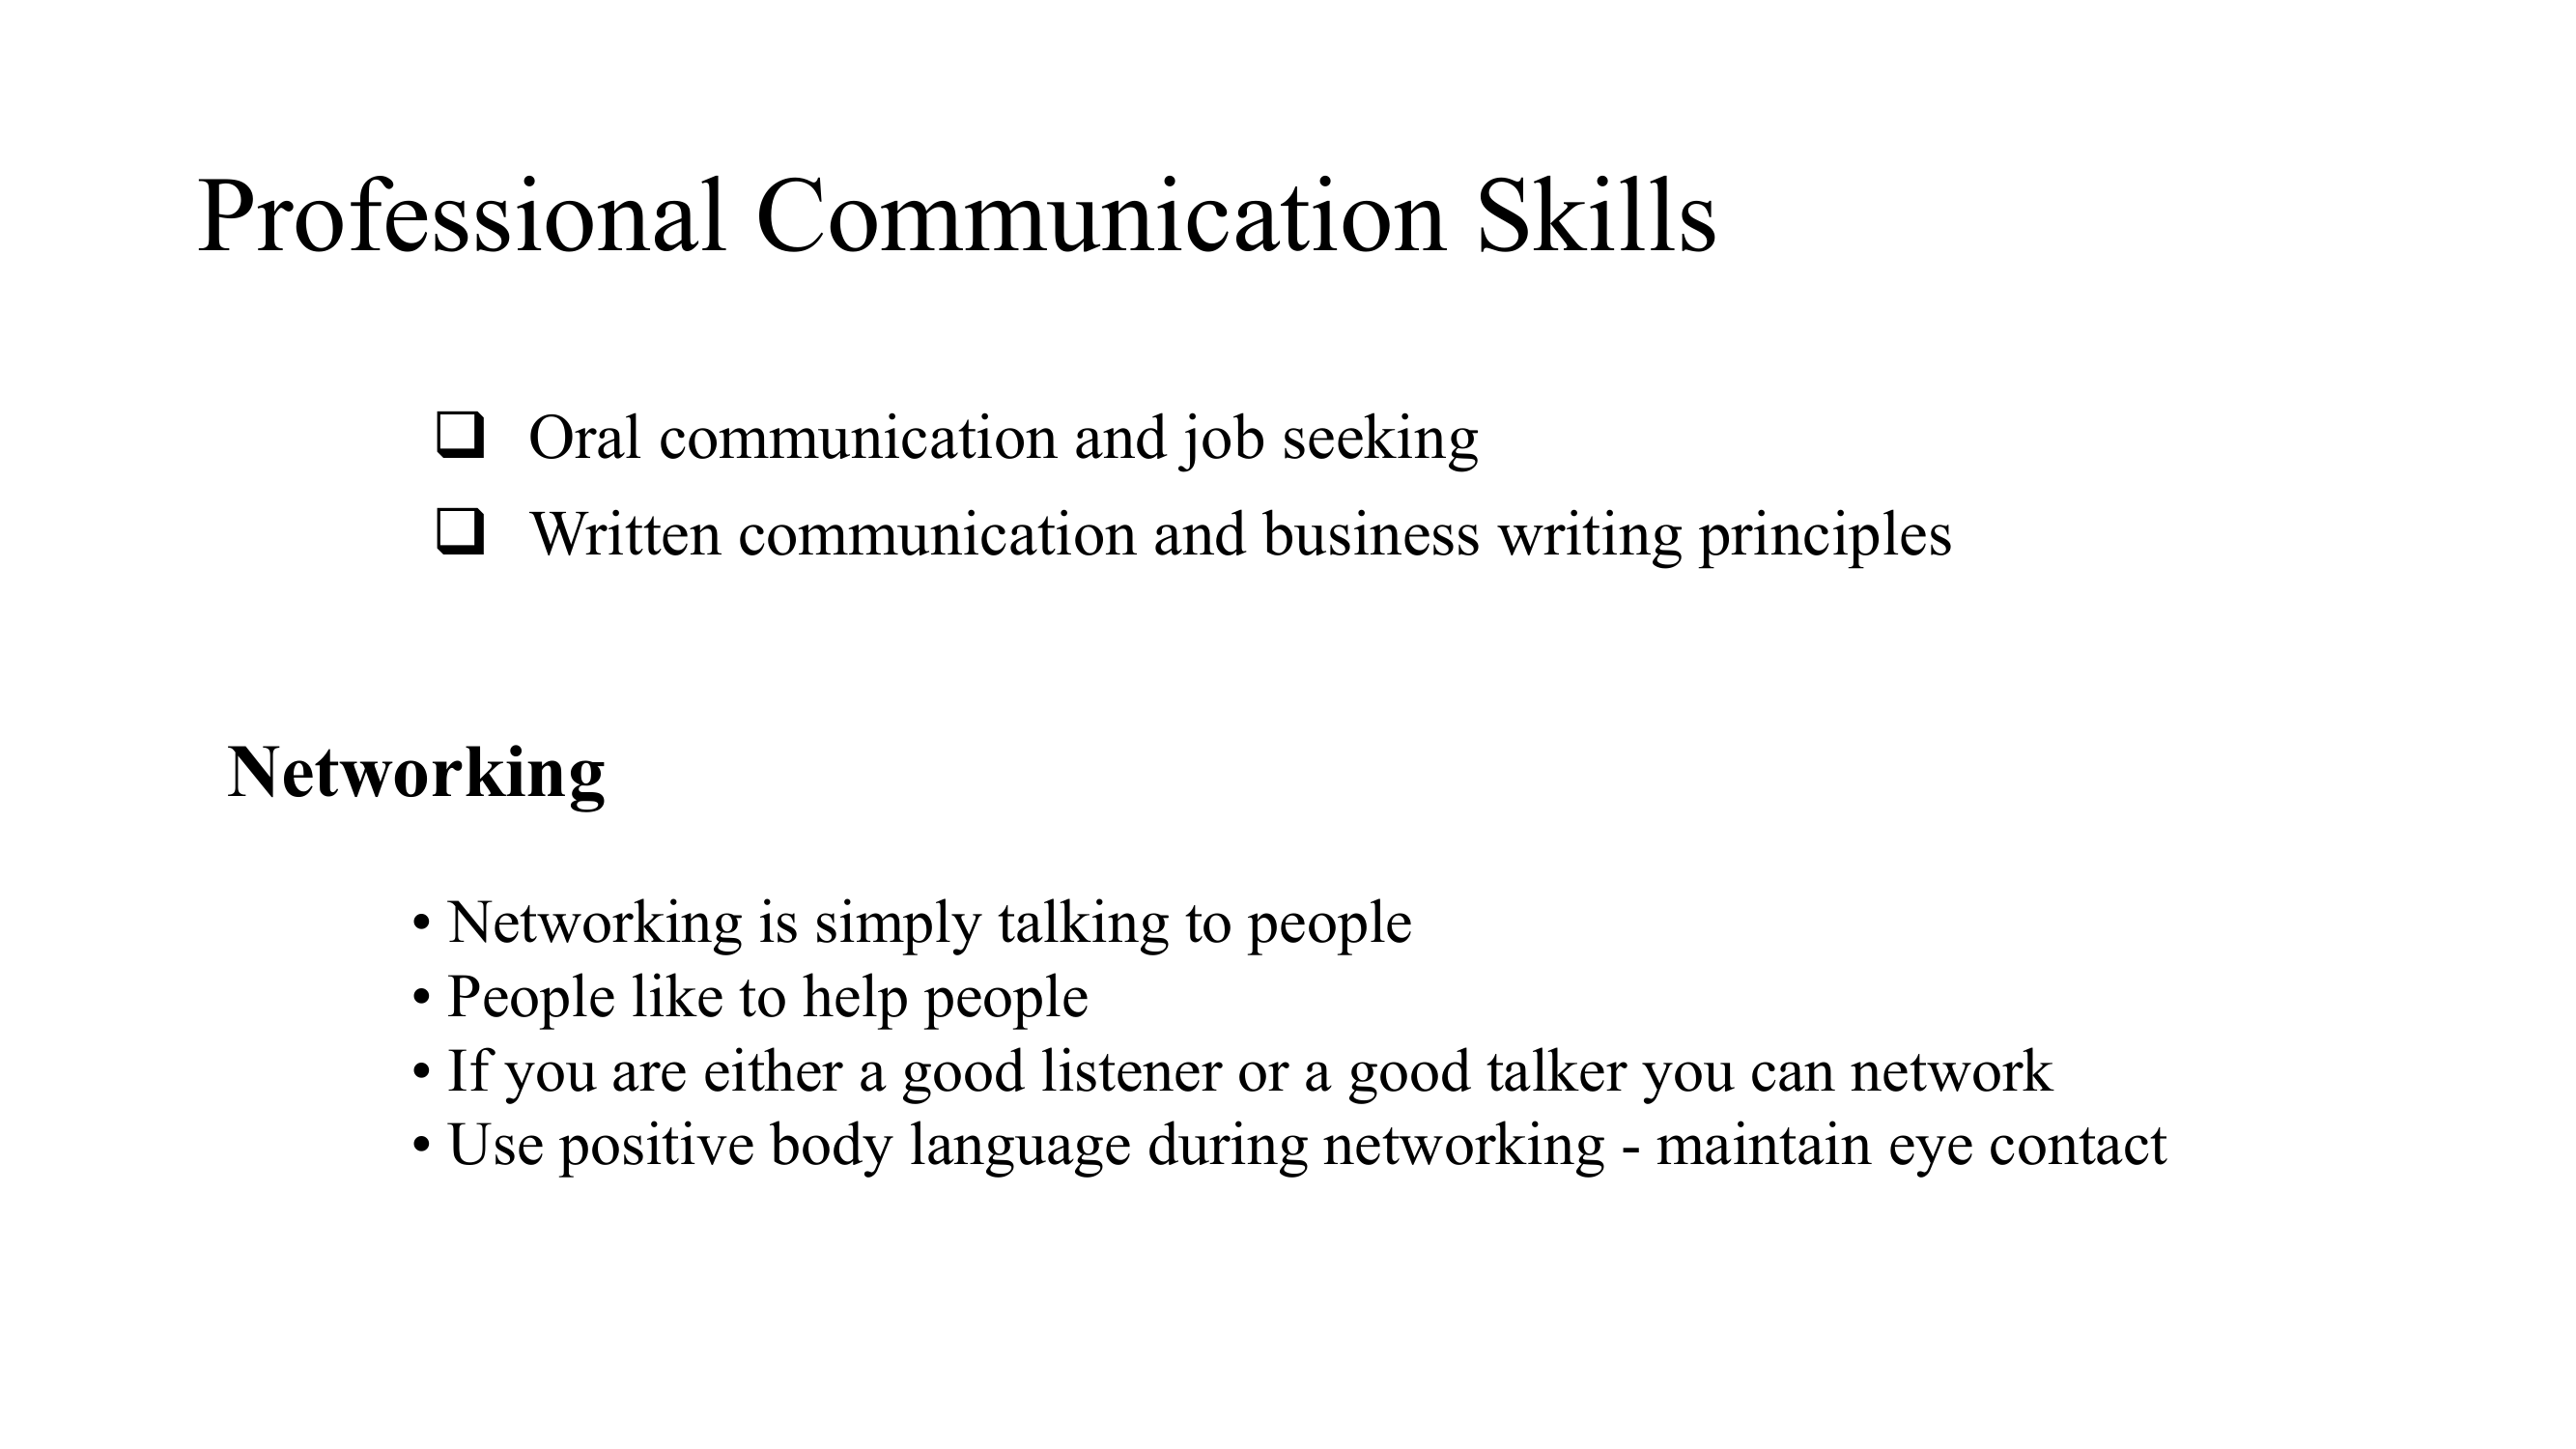 Professional Communication Skills
❑ Oral communication and job seeking
❑ Written communication and business writing principles
Networking
• Networking is simply talking to people
• People like to help people
• If you are either a good listener or a good talker you can network
• Use positive body language during networking - maintain eye contact